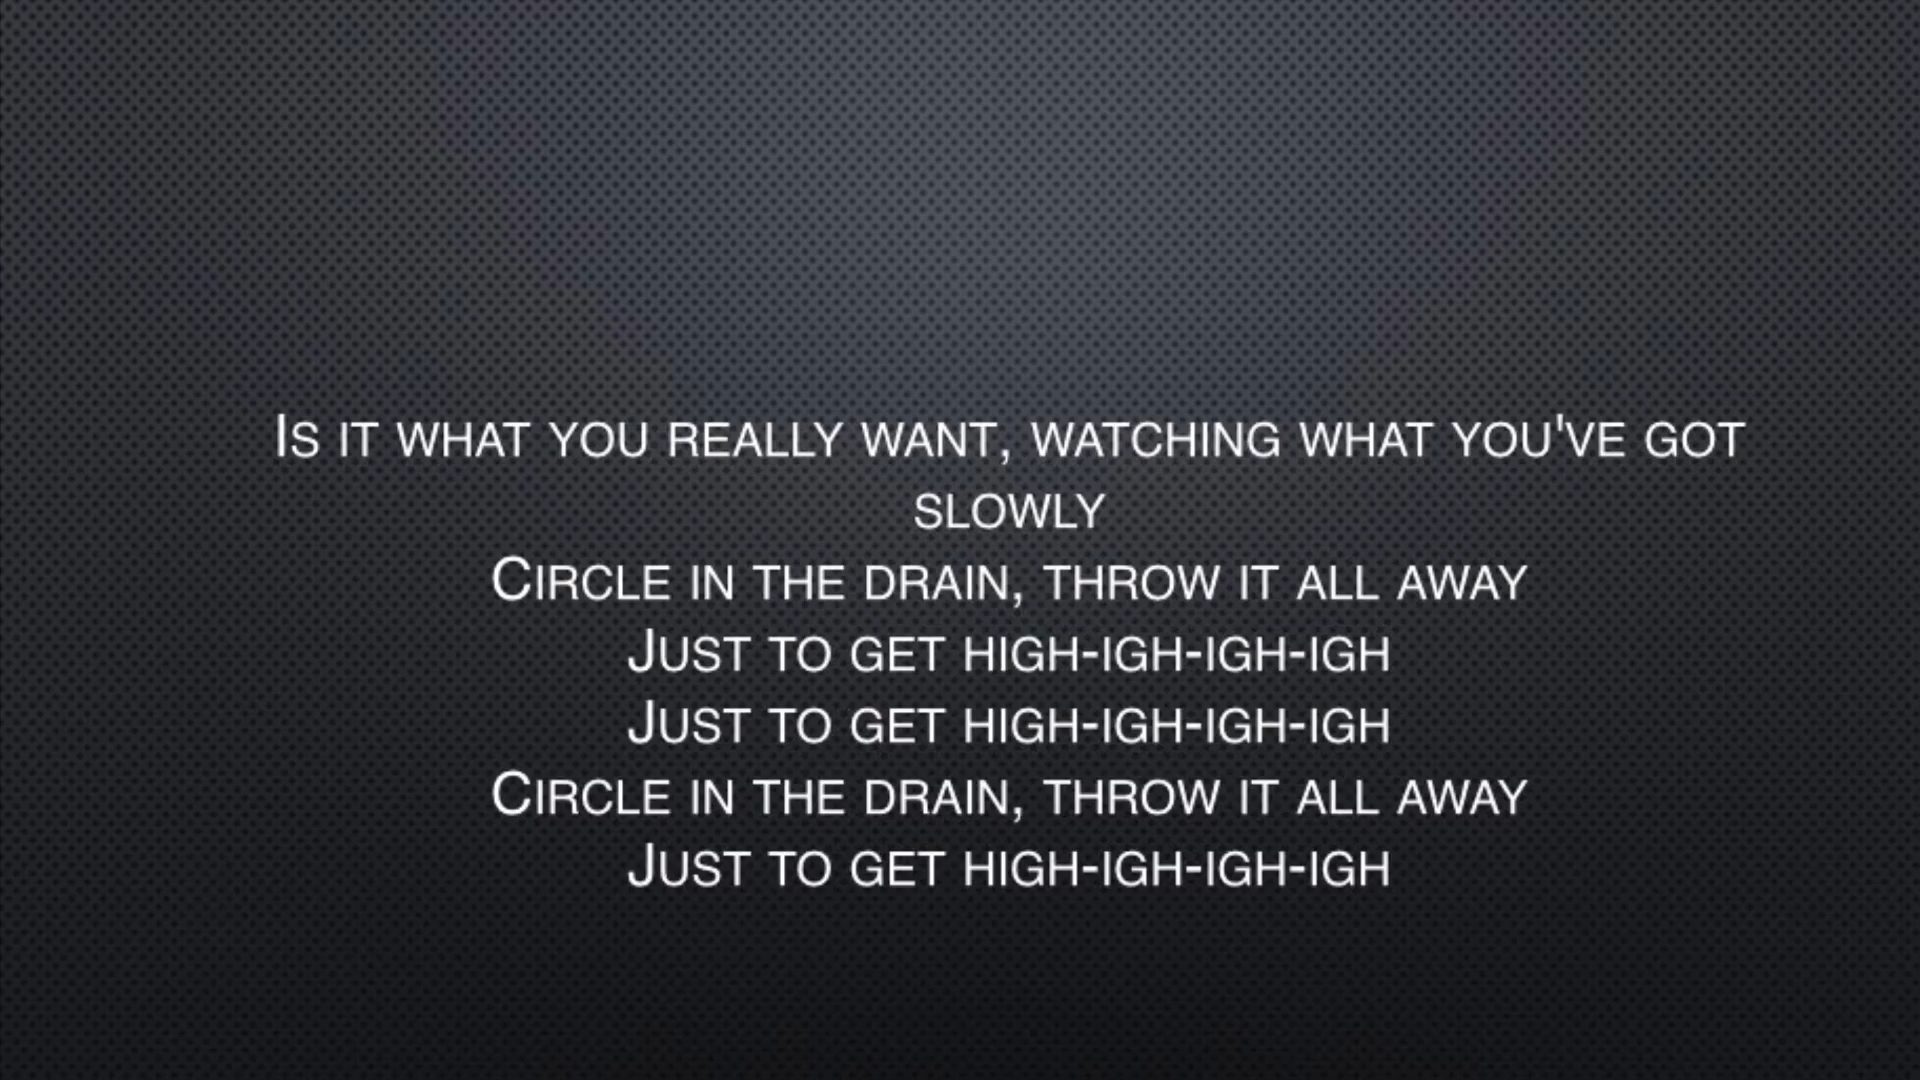 Is it what you really want, watching what you've got
slowly
Circle in the drain, throw it all away
Just to get high-igh-igh-igh
Just to get high-igh-igh-igh
Circle in the drain, throw it all away
Just to get high-igh-igh-igh